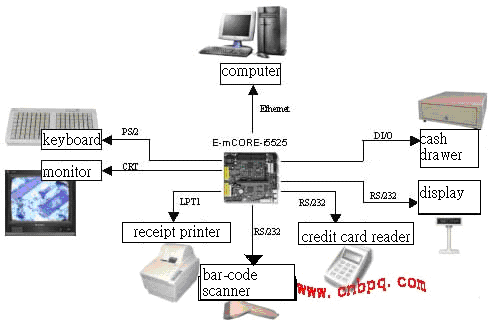 computer
Ethernet
keyboard
PS/2
E-mCORE-i5525
DI/O
cash
drawer
monitor
CRT
RS/232
display
LPT1
RS/232
receipt printer
RS/232
credit card reader
bar-code
scanner
www.cnbpq.com